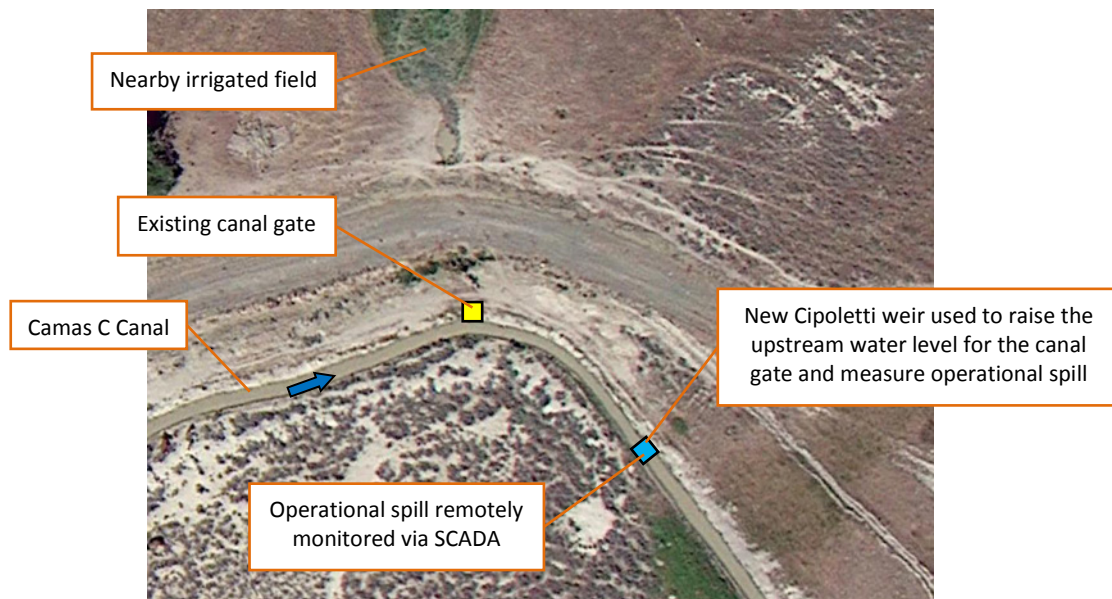 Nearby irrigated field
Existing canal gate
Camas C Canal
New Cipoletti weir used to raise the
upstream water level for the canal
gate and measure operational spill
Operational spill remotely
monitored via SCADA